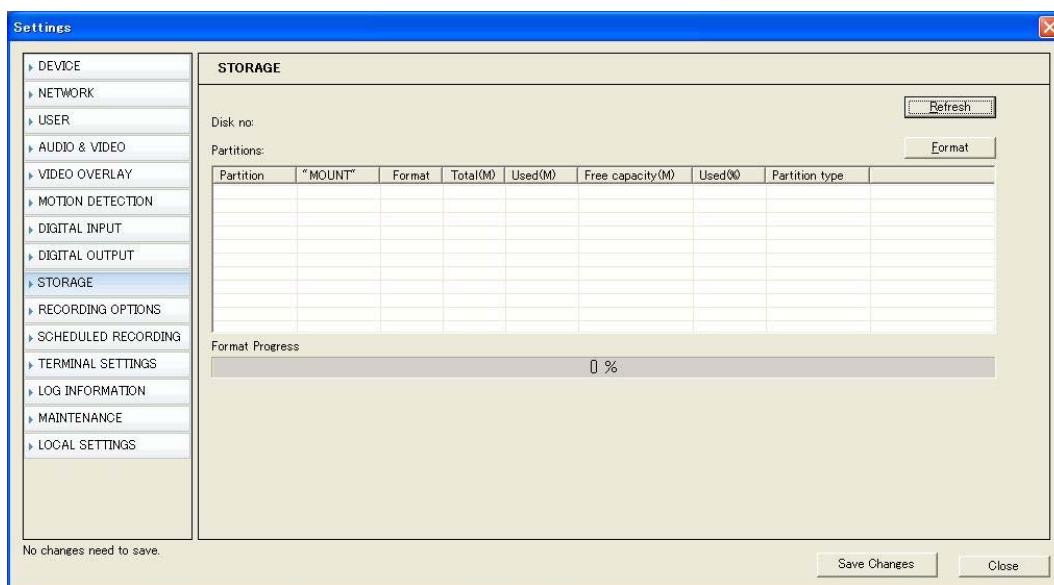 Settings
DEVICE
NETWORK
USER
AUDIO & VIDEO
VIDEO OVERLAY
MOTION DETECTION
DIGITAL INPUT
DIGITAL OUTPUT
STORAGE
RECORDING OPTIONS
SCHEDULED RECORDING
TERMINAL SETTINGS
LOG INFORMATION
MAINTENANCE
LOCAL SETTINGS
STORAGE
Refresh
Disk no:
Format
Partitions:
Partition "MOUNT" Format Total(M) Used(M) Free capacity(M) Used(%) Partition type
Format Progress
0 %
No changes need to save.
Save Changes Close